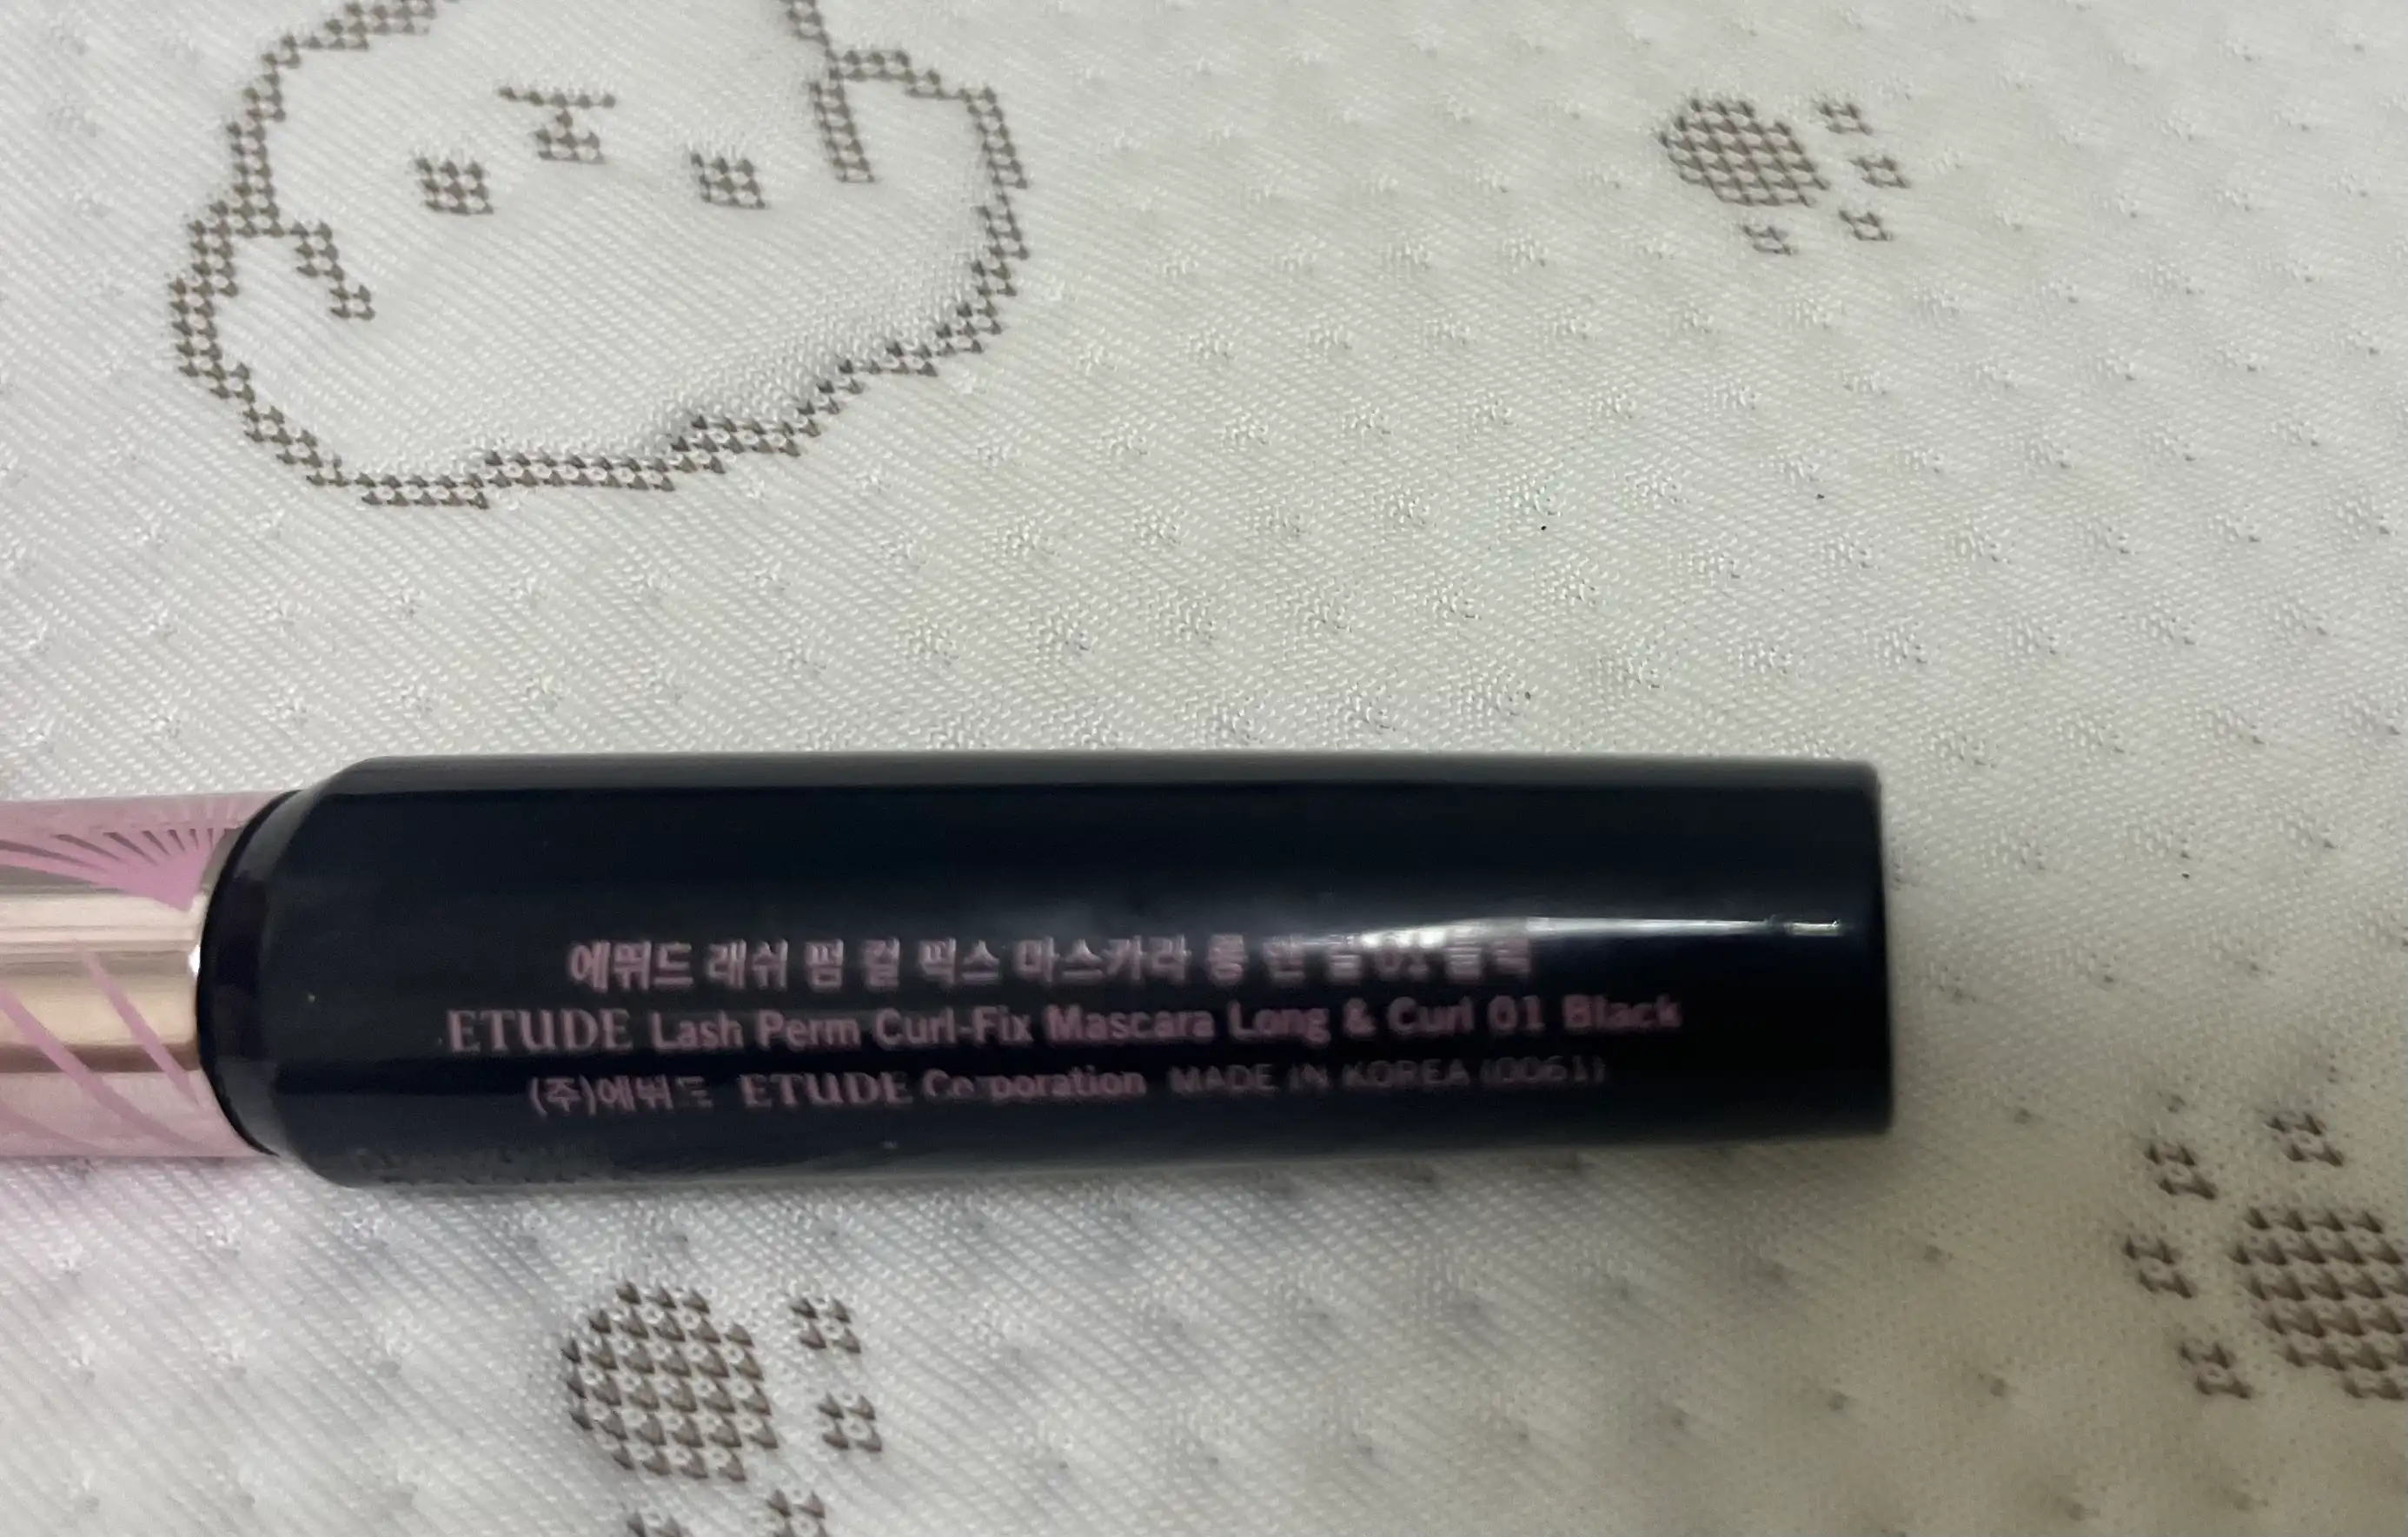 에뛰드 래쉬 펌 컬 픽스 마스카라 롱 앤 컬 01 블랙
ETUDE Lash Perm Curl-Fix Mascara Long & Curl 01 Black
(주)에뛰드 ETUDE Corporation MADE IN KOREA (0061)